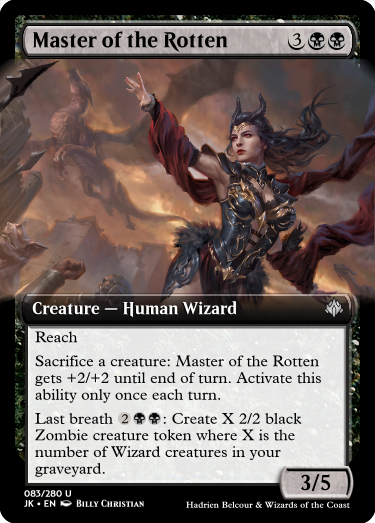 Master of the Rotten 3
Creature — Human Wizard
Reach
Sacrifice a creature: Master of the Rotten
gets +2/+2 until end of turn. Activate this
ability only once each turn.
Last breath 2 : Create X 2/2 black
Zombie creature token where X is the
number of Wizard creatures in your
graveyard.
3/5
083/280 U
JK • EN Billy Christian
Hadrien Belcour & Wizards of the Coast